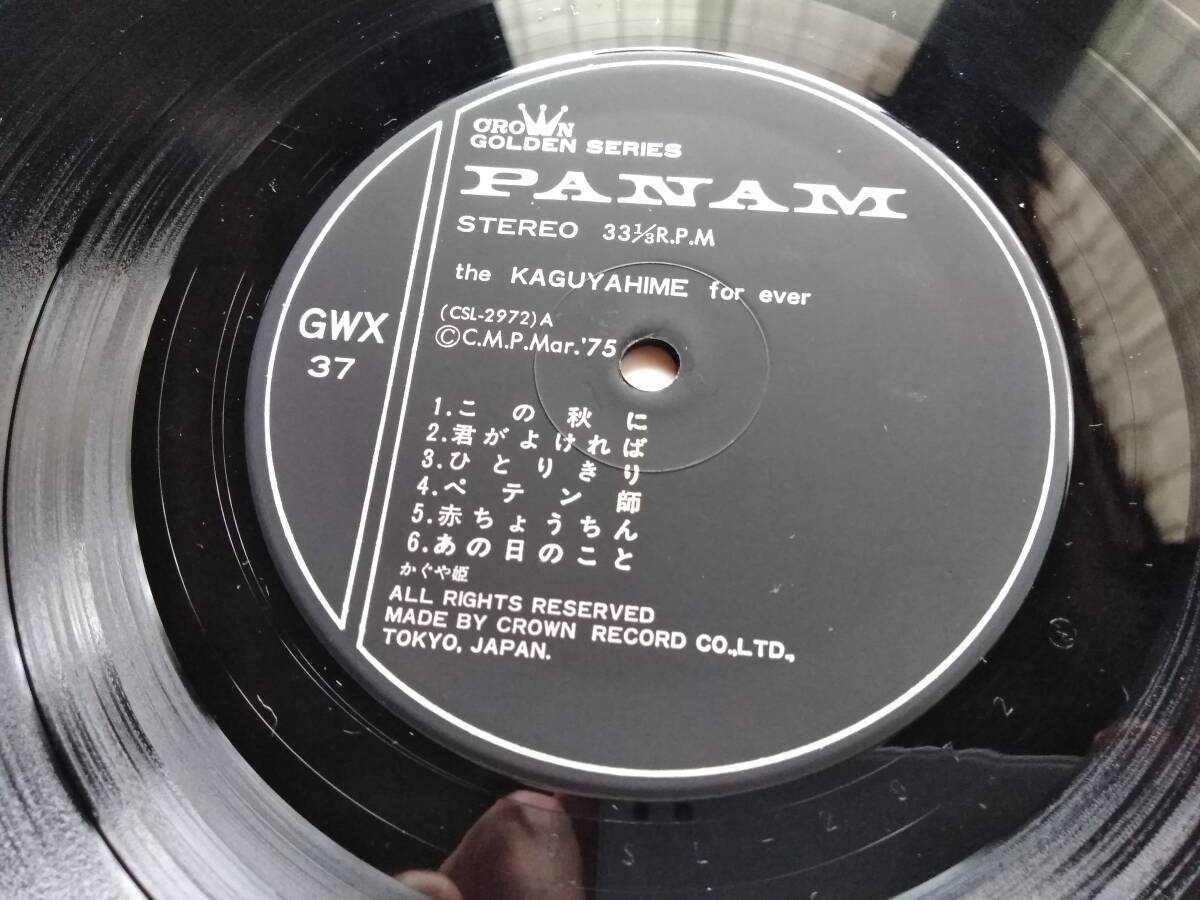 CROWN
GOLDEN SERIES
PANAM
STEREO 33⅓R.P.M
the KAGUYAHIME for ever
(CSL-2972)A
©C.M.P.Mar.'75
GWX
37
1.この秋に
2.君がよければ
3.ひとりきり
4.ペテン師
5.赤ちょうちん
6.あの日のこと
かぐや姫
ALL RIGHTS RESERVED
MADE BY CROWN RECORD CO.,LTD.,
TOKYO, JAPAN.